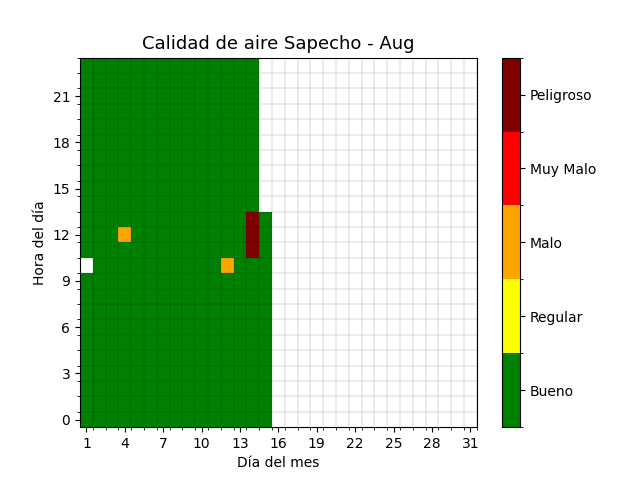 Calidad de aire Sapecho - Aug
21
18
15
12
9
6
3
0
Hora del día
1 4 7 10 13 16 19 22 25 28 31
Día del mes
Peligroso
Muy Malo
Malo
Regular
Bueno